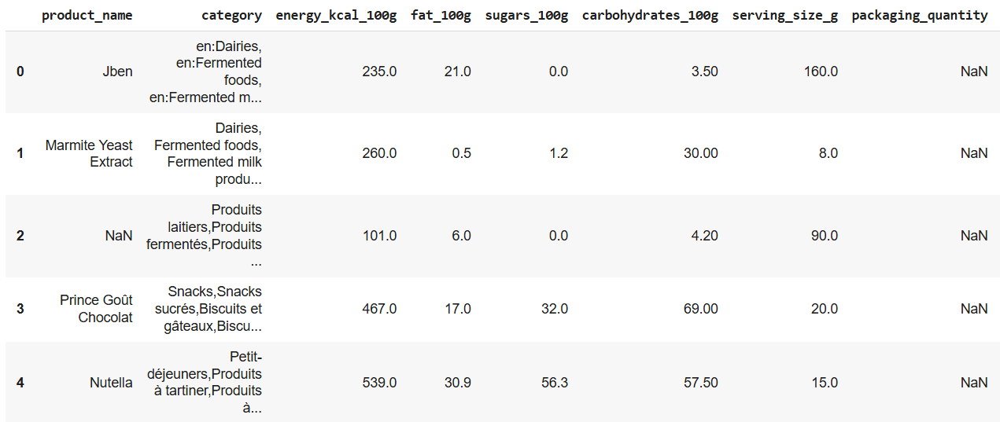 product_name category energy_kcal_100g fat_100g sugars_100g carbohydrates_100g serving_size_g packaging_quantity
en:Dairies,
en:Fermented
0 Jben 235.0 21.0 0.0 3.50 160.0 NaN
foods,
en:Fermented m...
Dairies,
Marmite Yeast Fermented foods,
1 260.0 0.5 1.2 30.00 8.0 NaN
Extract Fermented milk
produ...
Produits
laitiers,Produits
2 NaN 101.0 6.0 0.0 4.20 90.0 NaN
fermentés,Produits
...
Snacks,Snacks
Prince Goût
3 sucrés,Biscuits et 467.0 17.0 32.0 69.00 20.0 NaN
Chocolat
gâteaux,Biscu...
Petit-
déjeuners,Produits
4 Nutella 539.0 30.9 56.3 57.50 15.0 NaN
à tartiner,Produits
à...